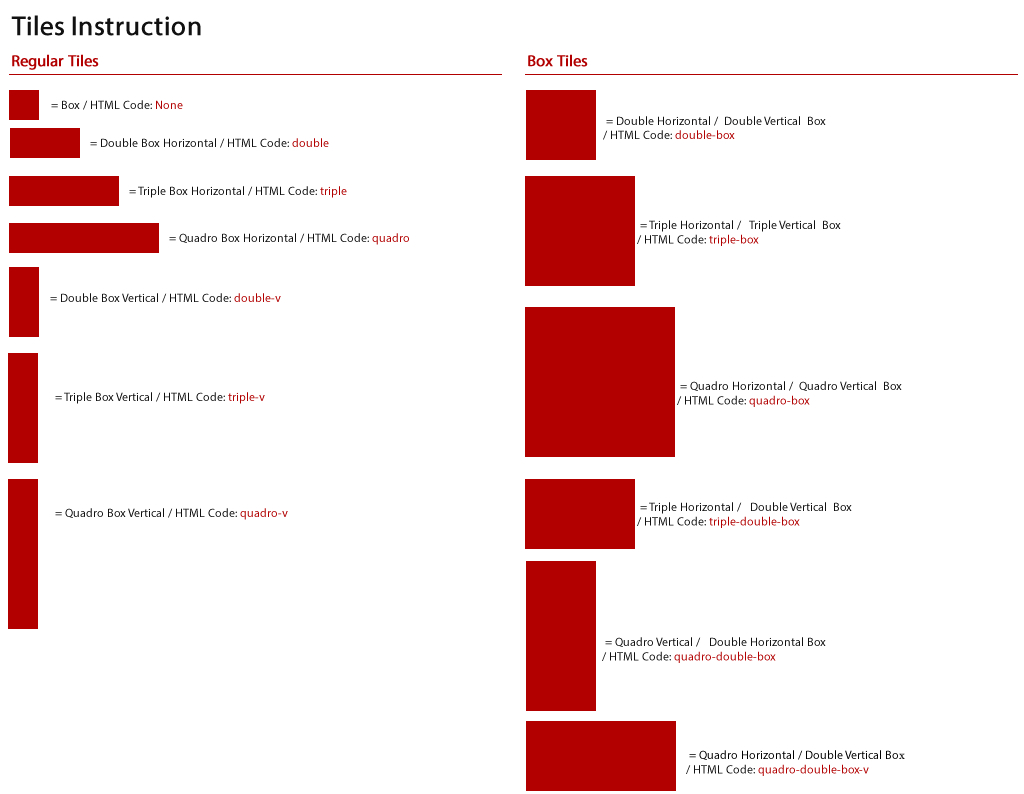 Tiles Instruction
Regular Tiles
= Box / HTML Code: None
= Double Box Horizontal / HTML Code: double
= Triple Box Horizontal / HTML Code: triple
= Quadro Box Horizontal / HTML Code: quadro
= Double Box Vertical / HTML Code: double-v
= Triple Box Vertical / HTML Code: triple-v
= Quadro Box Vertical / HTML Code: quadro-v
Box Tiles
= Double Horizontal / Double Vertical Box
/ HTML Code: double-box
= Triple Horizontal / Triple Vertical Box
/ HTML Code: triple-box
= Quadro Horizontal / Quadro Vertical Box
/ HTML Code: quadro-box
= Triple Horizontal / Double Vertical Box
/ HTML Code: triple-double-box
= Quadro Vertical / Double Horizontal Box
/ HTML Code: quadro-double-box
= Quadro Horizontal / Double Vertical Box
/ HTML Code: quadro-double-box-v